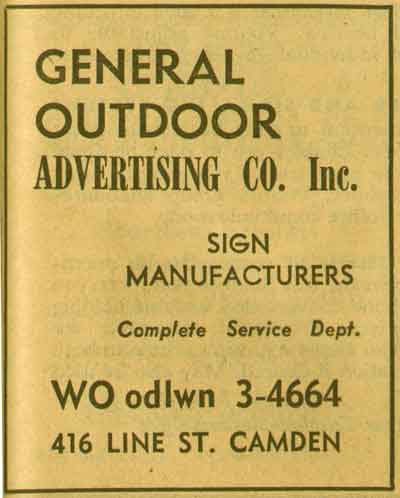 GENERAL
OUTDOOR
ADVERTISING CO. Inc.
SIGN
MANUFACTURERS
Complete Service Dept.
WO odlwn 3-4664
416 LINE ST. CAMDEN